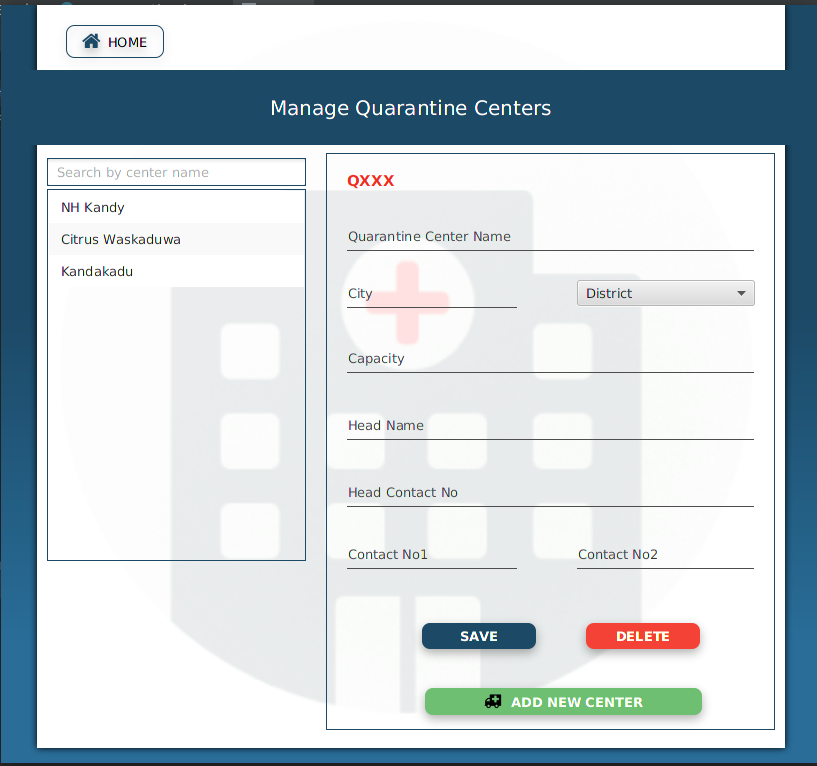 HOME
Manage Quarantine Centers
Search by center name
NH Kandy
Citrus Waskaduwa
Kandakadu
QXXX
Quarantine Center Name
City
District
Capacity
Head Name
Head Contact No
Contact No1
Contact No2
SAVE
DELETE
ADD NEW CENTER